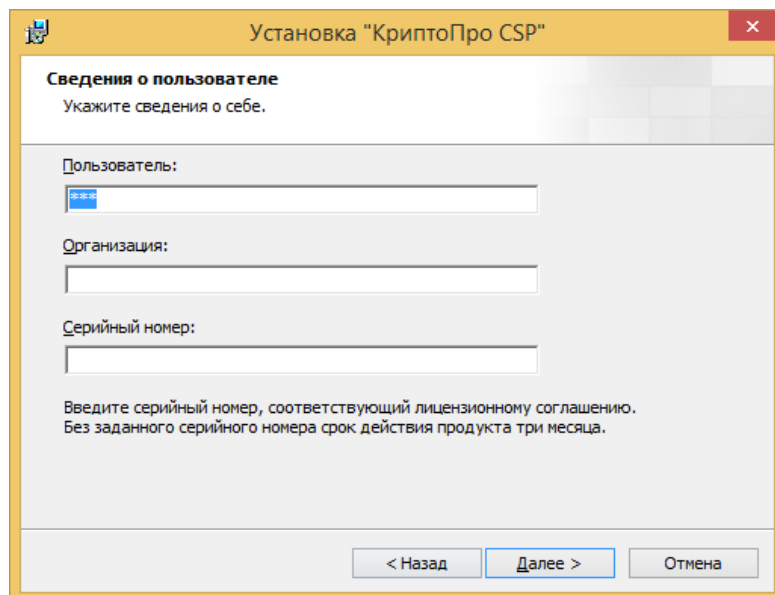 Установка "КриптоПро CSP"
Сведения о пользователе
Укажите сведения о себе.
Пользователь:
***
Организация:
Серийный номер:
Введите серийный номер, соответствующий лицензионному соглашению.
Без заданного серийного номера срок действия продукта три месяца.
< Назад
Далее >
Отмена